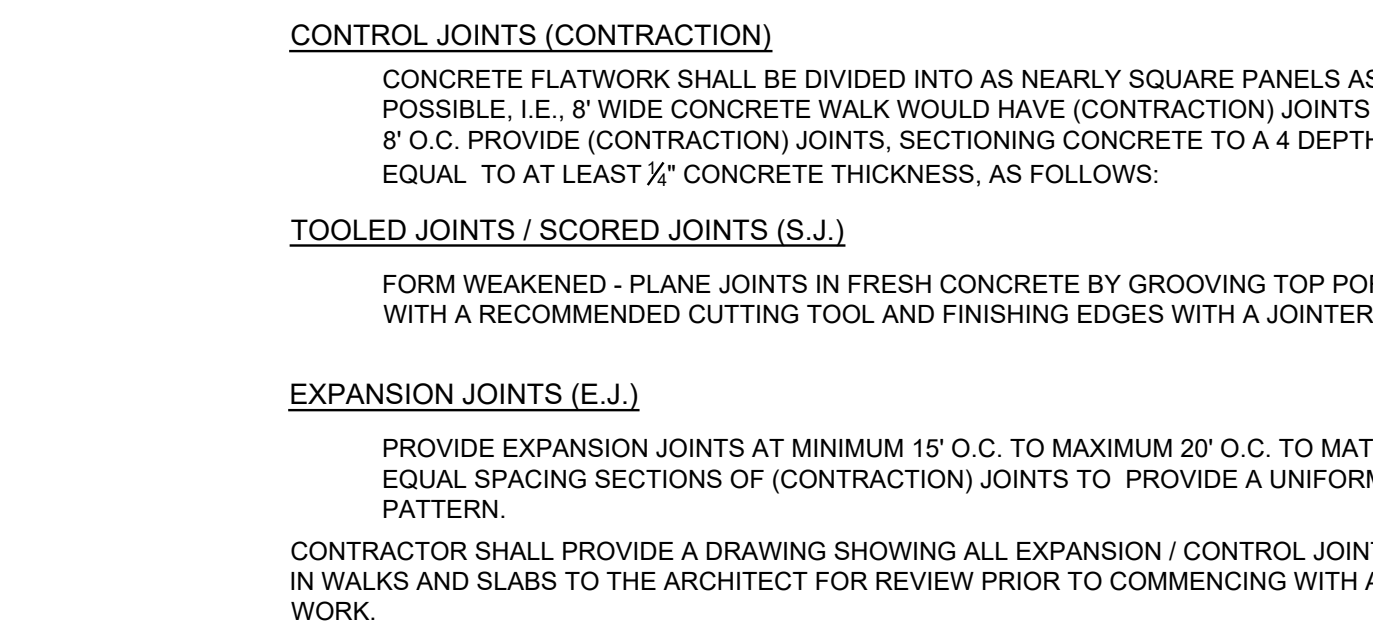 CONTROL JOINTS (CONTRACTION)
CONCRETE FLATWORK SHALL BE DIVIDED INTO AS NEARLY SQUARE PANELS AS
POSSIBLE, I.E., 8' WIDE CONCRETE WALK WOULD HAVE (CONTRACTION) JOINTS
8' O.C. PROVIDE (CONTRACTION) JOINTS, SECTIONING CONCRETE TO A 4 DEPTH
EQUAL TO AT LEAST ¼" CONCRETE THICKNESS, AS FOLLOWS:
TOOLED JOINTS / SCORED JOINTS (S.J.)
FORM WEAKENED - PLANE JOINTS IN FRESH CONCRETE BY GROOVING TOP
WITH A RECOMMENDED CUTTING TOOL AND FINISHING EDGES WITH A JOINTER
EXPANSION JOINTS (E.J.)
PROVIDE EXPANSION JOINTS AT MINIMUM 15' O.C. TO MAXIMUM 20' O.C. TO
EQUAL SPACING SECTIONS OF (CONTRACTION) JOINTS TO PROVIDE A UNIFORM
PATTERN.
CONTRACTOR SHALL PROVIDE A DRAWING SHOWING ALL EXPANSION / CONTROL
IN WALKS AND SLABS TO THE ARCHITECT FOR REVIEW PRIOR TO COMMENCING WITH
WORK.